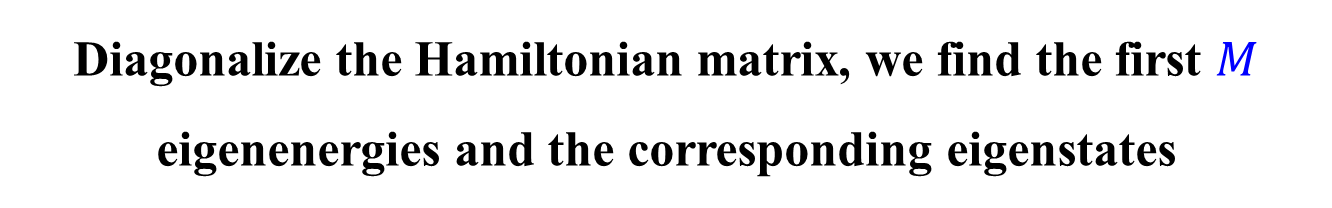 Diagonalize the Hamiltonian matrix, we find the first M
eigenenergies and the corresponding eigenstates